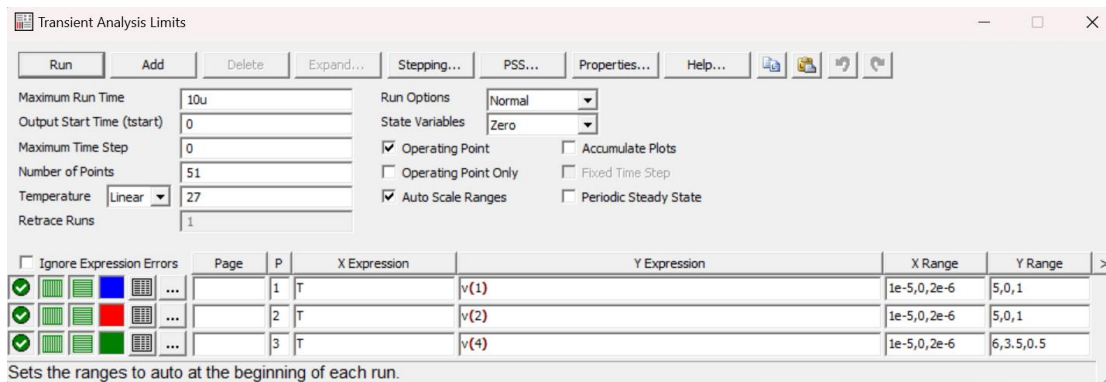 Transient Analysis Limits
Run Add Delete Expand... Stepping... PSS... Properties... Help...
Maximum Run Time 10u Run Options Normal
Output Start Time (tstart) 0 State Variables Zero
Maximum Time Step 0 Operating Point Accumulate Plots
Number of Points 51 Operating Point Only Fixed Time Step
Temperature Linear 27 Auto Scale Ranges Periodic Steady State
Retrace Runs 1
Ignore Expression Errors Page P X Expression Y Expression X Range Y Range >
... 1 T v(1) 1e-5,0,2e-6 5,0,1
... 2 T v(2) 1e-5,0,2e-6 5,0,1
... 3 T v(4) 1e-5,0,2e-6 6,3.5,0.5
Sets the ranges to auto at the beginning of each run.